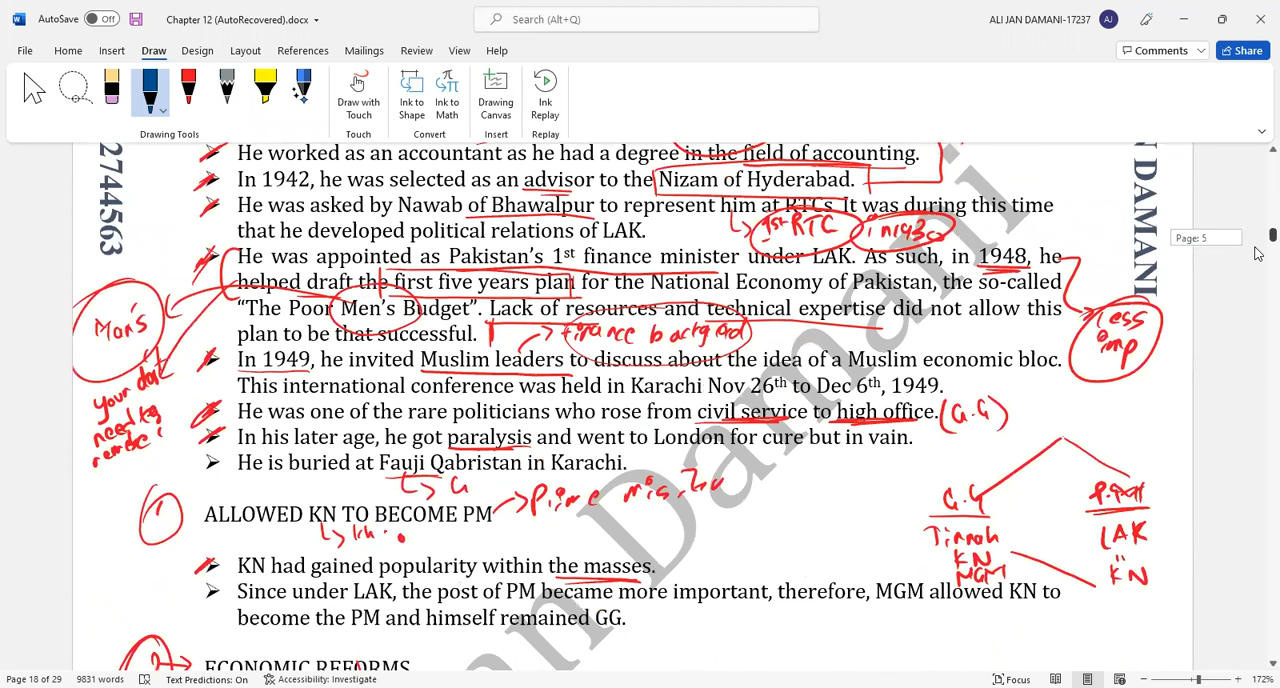 AutoSave Off Chapter 12 (AutoRecovered).docx Search (Alt+Q) ALI JAN DAMANI-17237 AJ
File Home Insert Draw Design Layout References Mailings Review View Help Comments Share
Draw with Touch Ink to Shape Ink to Math Drawing Canvas Ink Replay
Drawing Tools Touch Convert Insert Replay
2744563
N DAMANI
an Damani
He worked as an accountant as he had a degree in the field of accounting.
In 1942, he was selected as an advisor to the Nizam of Hyderabad.
He was asked by Nawab of Bhawalpur to represent him at RTCs. It was during this time
that he developed political relations of LAK.
1st RTC
Page: 5
He was appointed as Pakistan's 1st finance minister under LAK. As such, in 1948, he
helped draft the first five years plan for the National Economy of Pakistan, the so-called
"The Poor Men's Budget". Lack of resources and technical expertise did not allow this
plan to be that successful.
Man's
less imp
In 1949, he invited Muslim leaders to discuss about the idea of a Muslim economic bloc.
This international conference was held in Karachi Nov 26th to Dec 6th, 1949.
He was one of the rare politicians who rose from civil service to high office. (G.G)
In his later age, he got paralysis and went to London for cure but in vain.
He is buried at Fauji Qabristan in Karachi.
G.G
Jinnah
KN
MGM
LAK
KN
1
ALLOWED KN TO BECOME PM
KN had gained popularity within the masses.
Since under LAK, the post of PM became more important, therefore, MGM allowed KN to
become the PM and himself remained GG.
2
ECONOMIC REFORMS
Page 18 of 29 9831 words Text Predictions: On Accessibility: Investigate Focus 172%